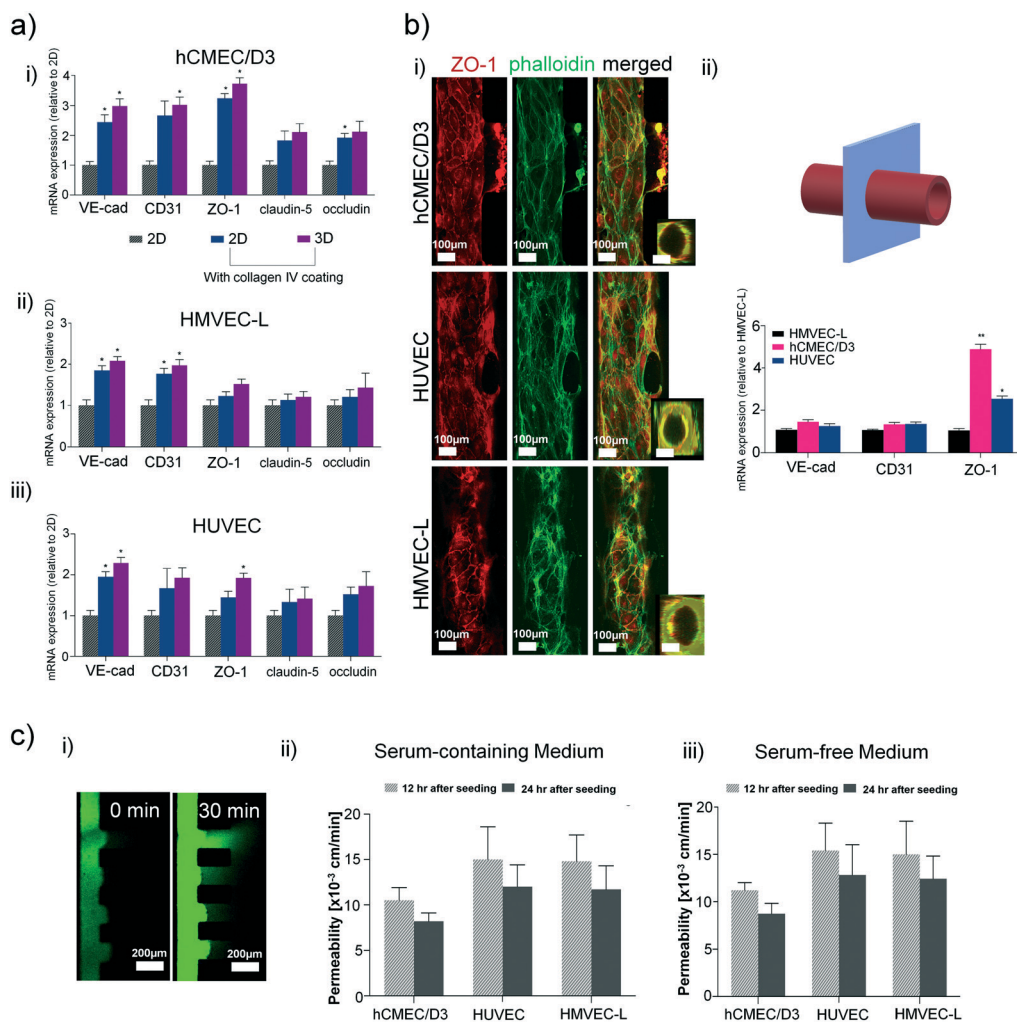 a)
i)
hCMEC/D3
mRNA expression (relative to 2D)
4
3
2
1
0
* * * * * * *
VE-cad CD31 ZO-1 claudin-5 occludin
2D 2D 3D
With collagen IV coating
ii)
HMVEC-L
mRNA expression (relative to 2D)
3
2
1
0
* * * *
VE-cad CD31 ZO-1 claudin-5 occludin
iii)
HUVEC
mRNA expression (relative to 2D)
3
2
1
0
* * *
VE-cad CD31 ZO-1 claudin-5 occludin
b)
i)
ZO-1 phalloidin merged
hCMEC/D3
100µm 100µm 100µm
HUVEC
100µm 100µm 100µm
HMVEC-L
100µm 100µm 100µm
ii)
mRNA expression (relative to HMVEC-L)
6
4
2
0
HMVEC-L
hCMEC/D3
HUVEC
** *
VE-cad CD31 ZO-1
c)
i)
0 min 30 min
200µm 200µm
ii)
Serum-containing Medium
12 hr after seeding 24 hr after seeding
Permeability [x10⁻³ cm/min]
20
15
10
5
0
hCMEC/D3 HUVEC HMVEC-L
iii)
Serum-free Medium
12 hr after seeding 24 hr after seeding
Permeability [x10⁻³ cm/min]
20
15
10
5
0
hCMEC/D3 HUVEC HMVEC-L